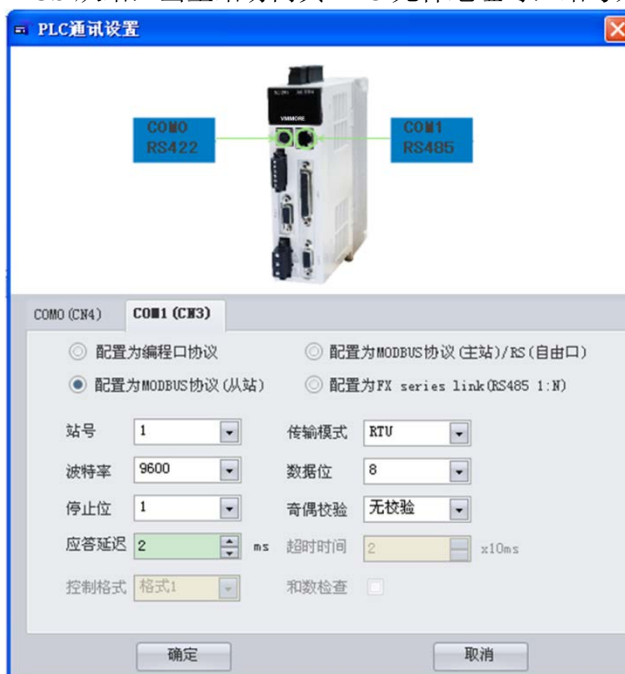 PLC通讯设置
VMMORE
COM0
RS422
COM1
RS485
COM0(CN4) COM1(CN3)
配置为编程口协议 配置为MODBUS协议(主站)/RS(自由口)
配置为MODBUS协议(从站) 配置为FX series link(RS485 1:N)
站号 1 传输模式 RTU
波特率 9600 数据位 8
停止位 1 奇偶校验 无校验
应答延迟 2 ms 超时时间 2 x10ms
控制格式 格式1 和数检查
确定 取消